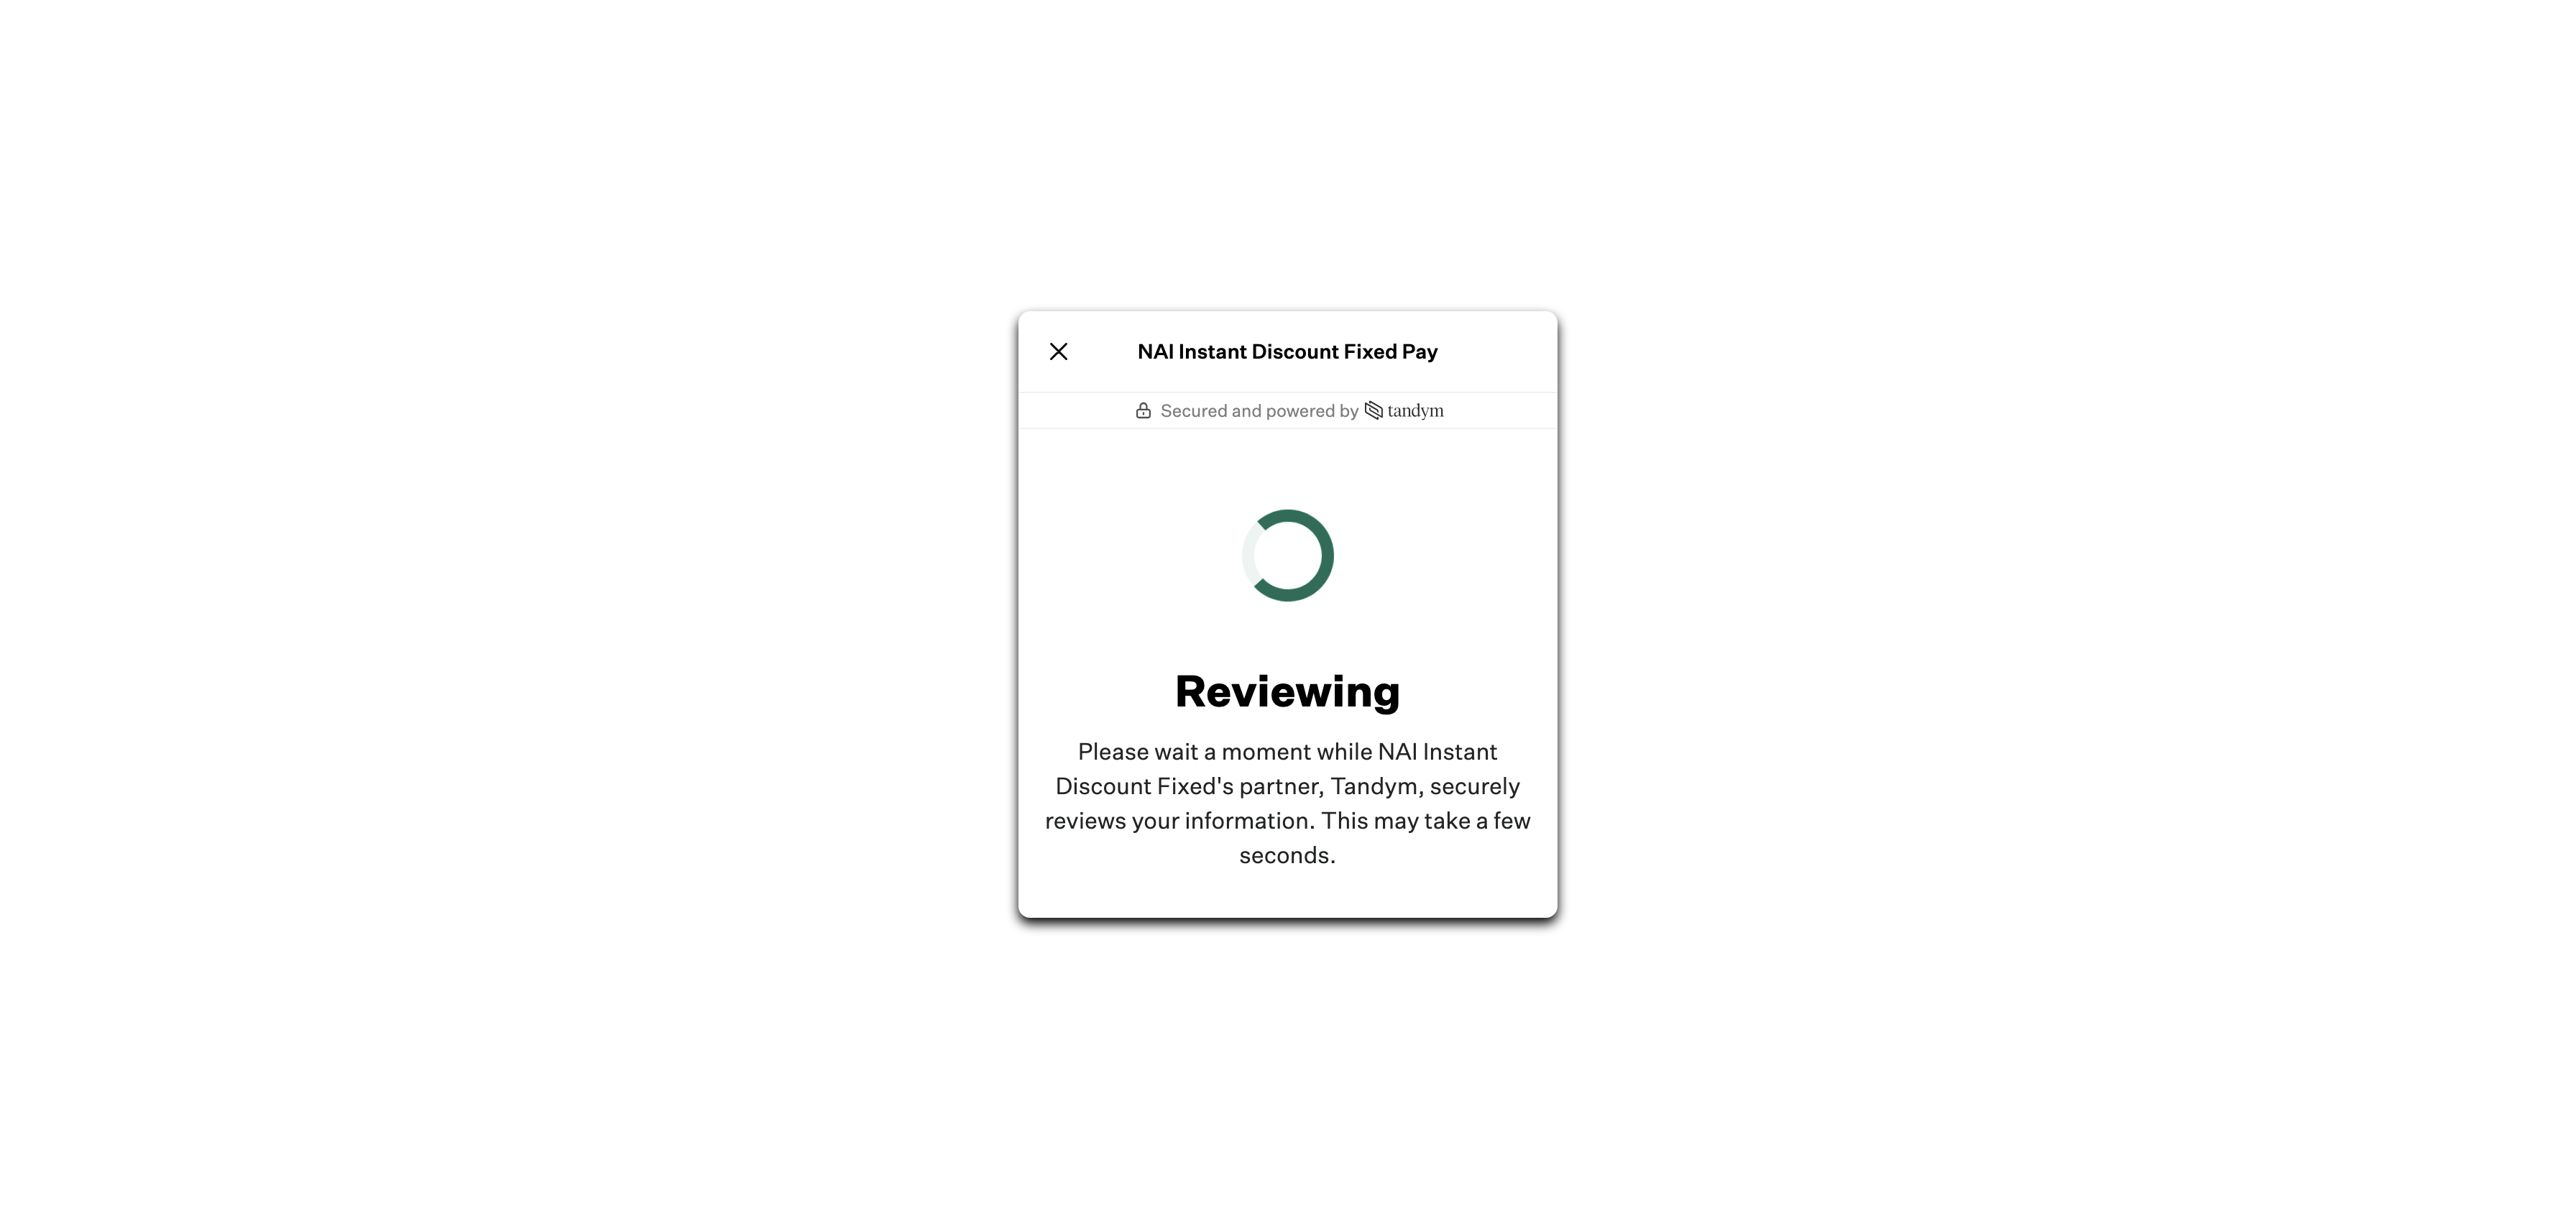 NAI Instant Discount Fixed Pay
Secured and powered by tandym
Reviewing
Please wait a moment while NAI Instant
Discount Fixed's partner, Tandym, securely
reviews your information. This may take a few
seconds.